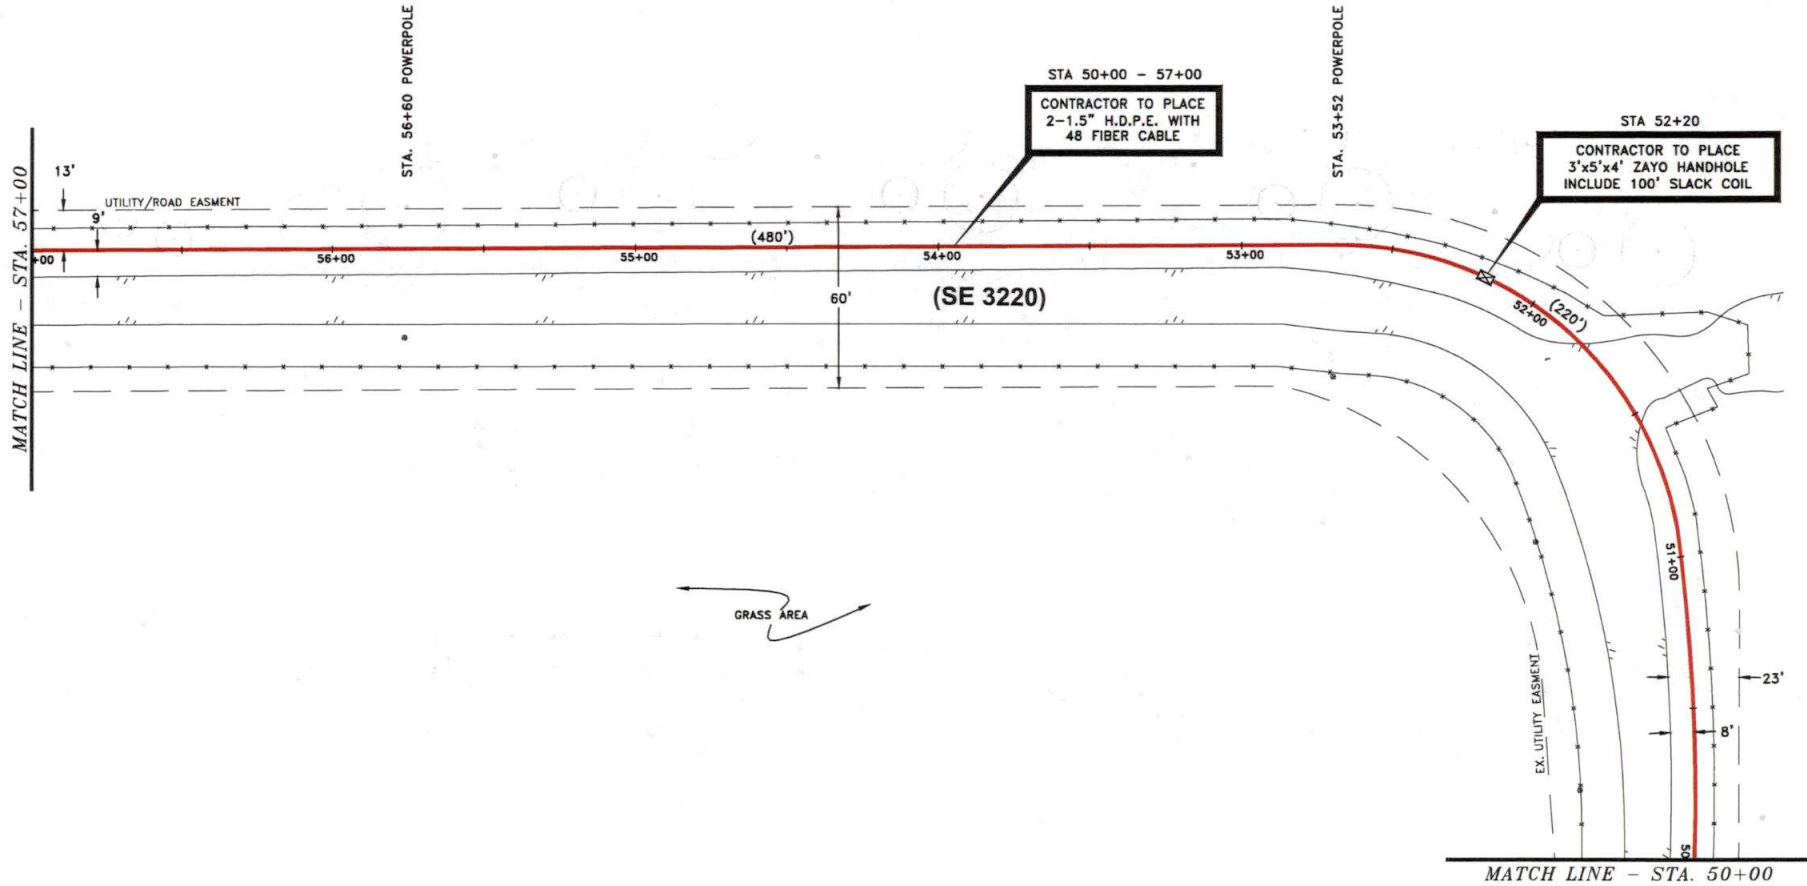 STA. 56+60 POWERPOLE
STA. 53+52 POWERPOLE
STA 50+00 - 57+00
CONTRACTOR TO PLACE
2-1.5" H.D.P.E. WITH
48 FIBER CABLE
STA 52+20
CONTRACTOR TO PLACE
3'x5'x4' ZAYO HANDHOLE
INCLUDE 100' SLACK COIL
MATCH LINE - STA. 57+00
13'
UTILITY/ROAD EASMENT
9'
(480')
+00
56+00
55+00
54+00
53+00
60'
(SE 3220)
52+00
(220')
51+00
GRASS AREA
EX. UTILITY EASMENT
23'
8'
50
MATCH LINE - STA. 50+00